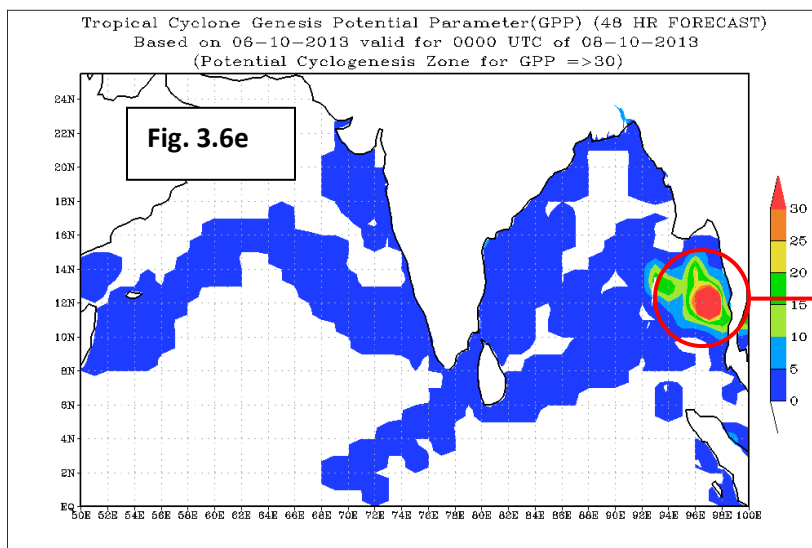 Tropical Cyclone Genesis Potential Parameter(GPP) (48 HR FORECAST)
Based on 06-10-2013 valid for 0000 UTC of 08-10-2013
(Potential Cyclogenesis Zone for GPP =>30)
Fig. 3.6e
24N
22N
20N
18N
16N
14N
12N
10N
8N
6N
4N
2N
EQ
50E 52E 54E 56E 58E 60E 62E 64E 66E 68E 70E 72E 74E 76E 78E 80E 82E 84E 86E 88E 90E 92E 94E 96E 98E 100E
30
25
20
15
10
5
0